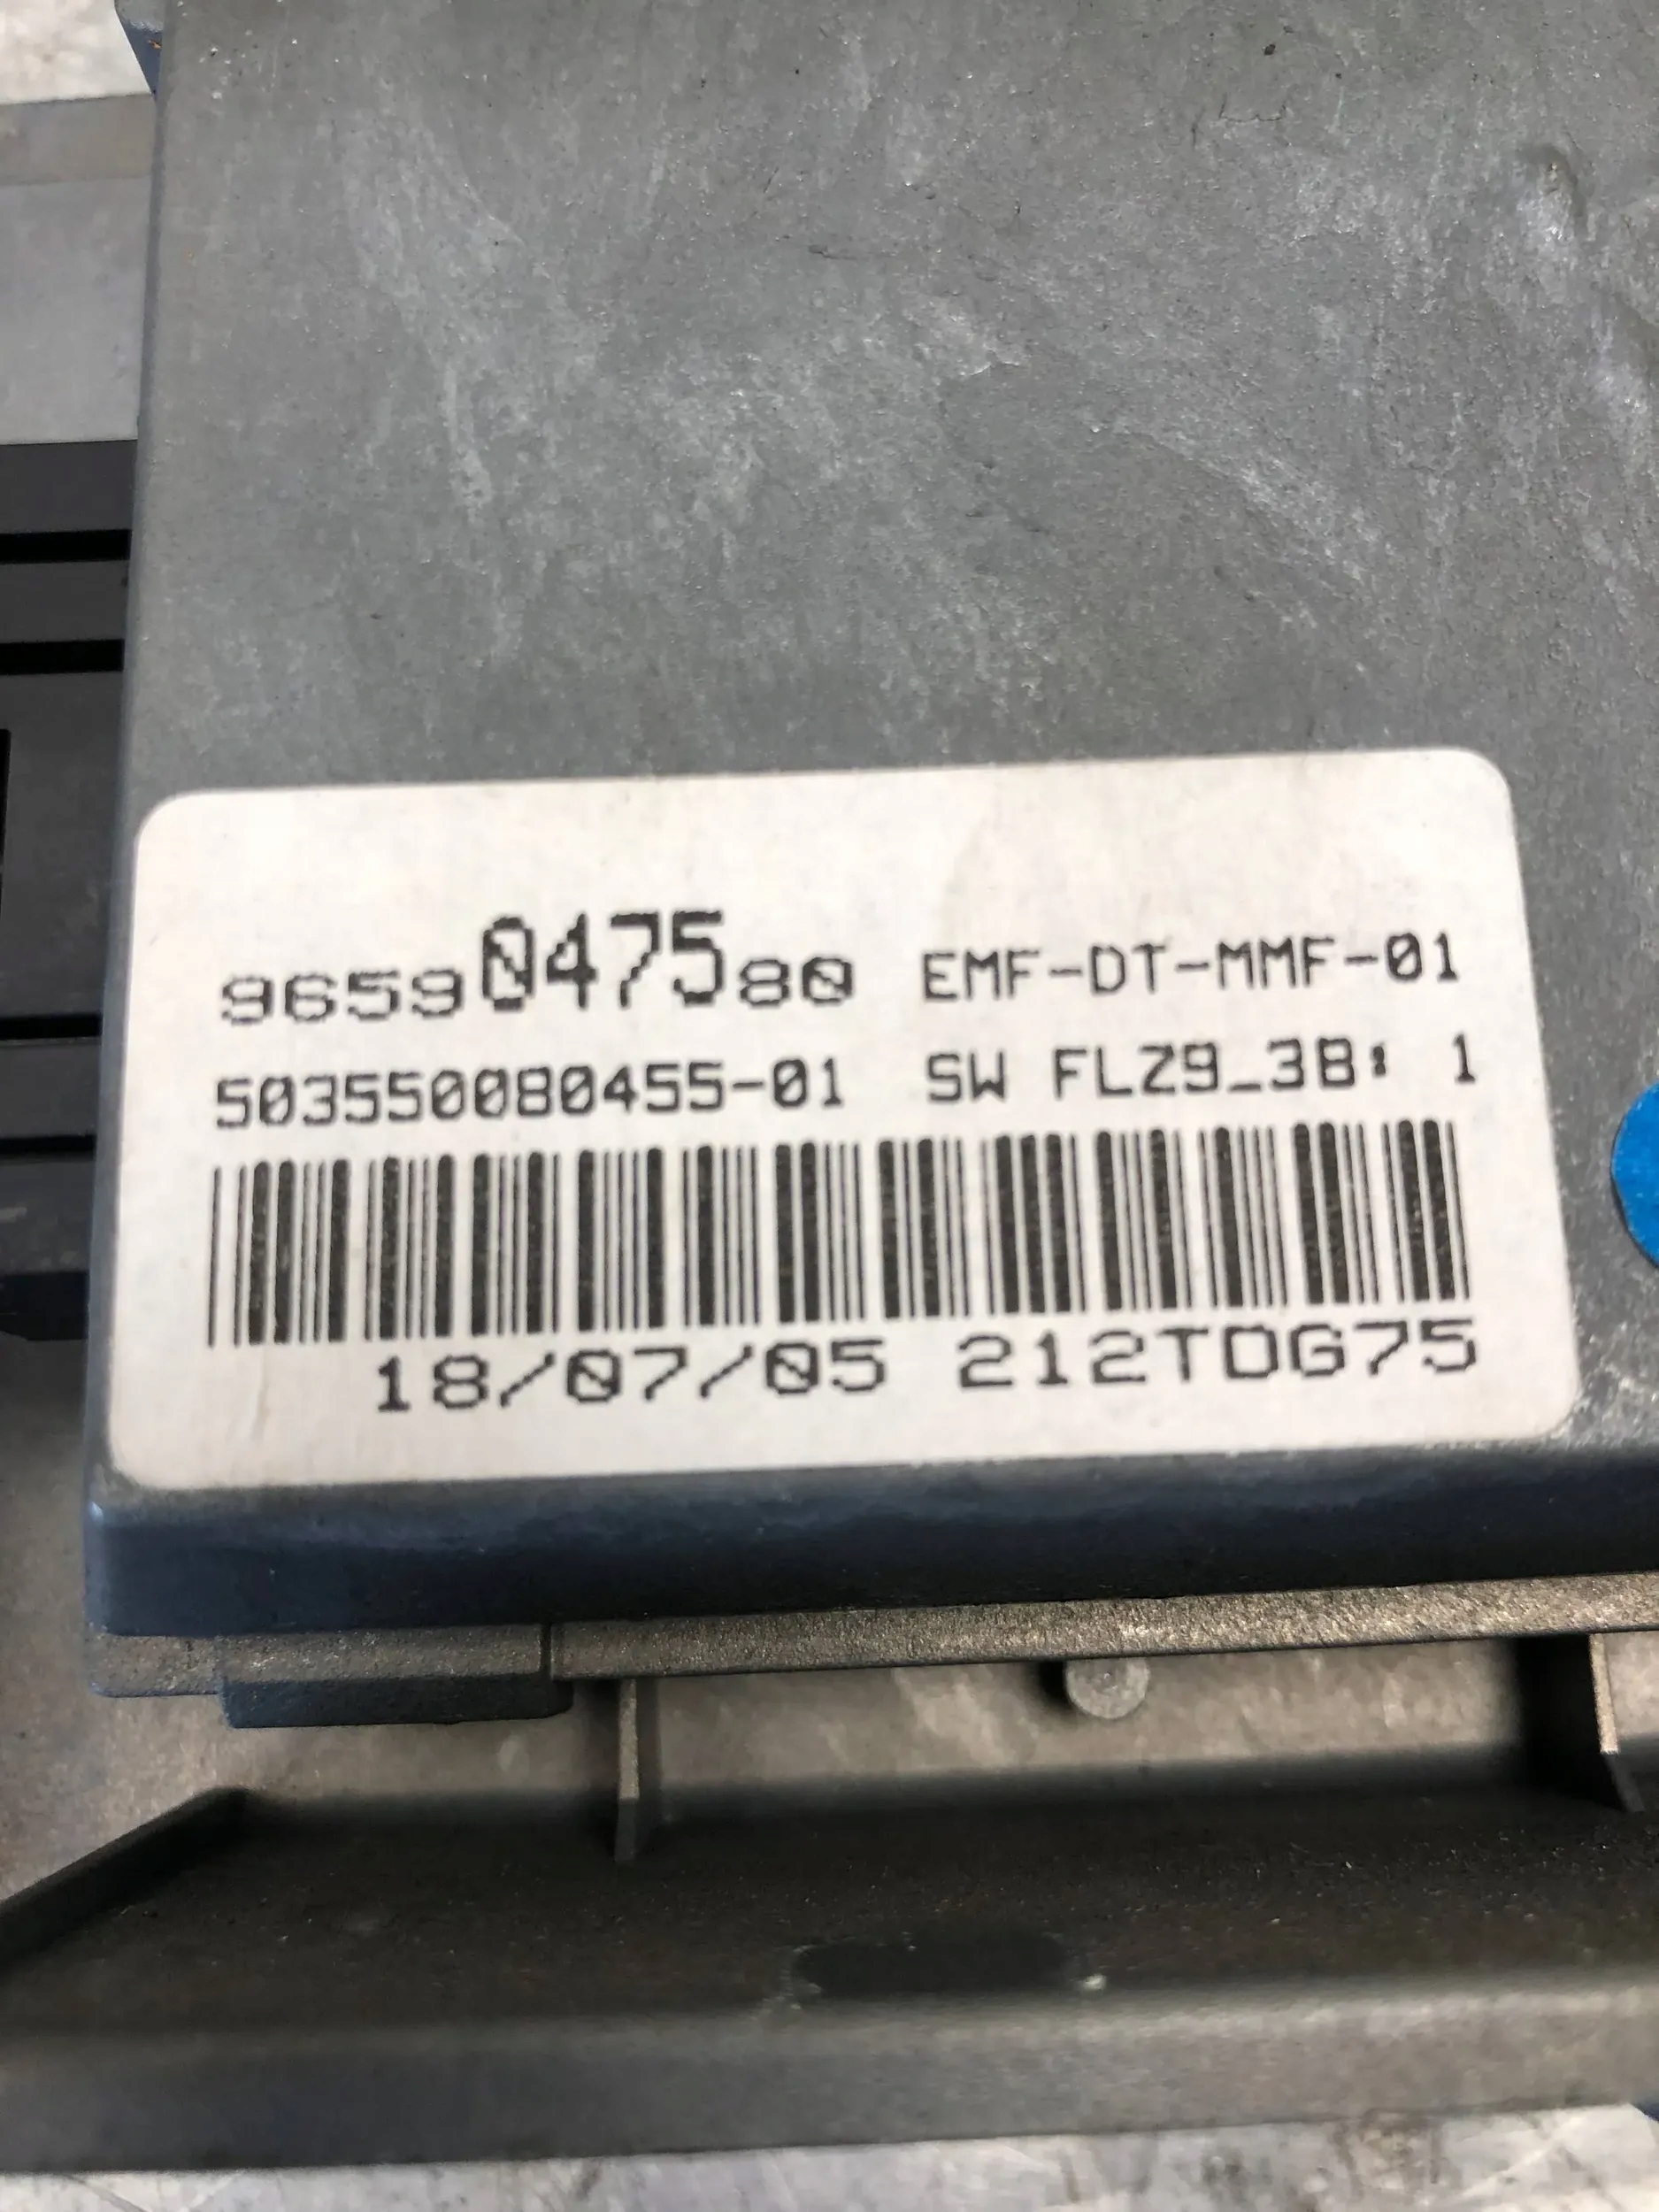 9659047580 EMF-DT-MMF-01
503550080455-01 SW FLZ9_3B: 1
18/07/05 212TDG75